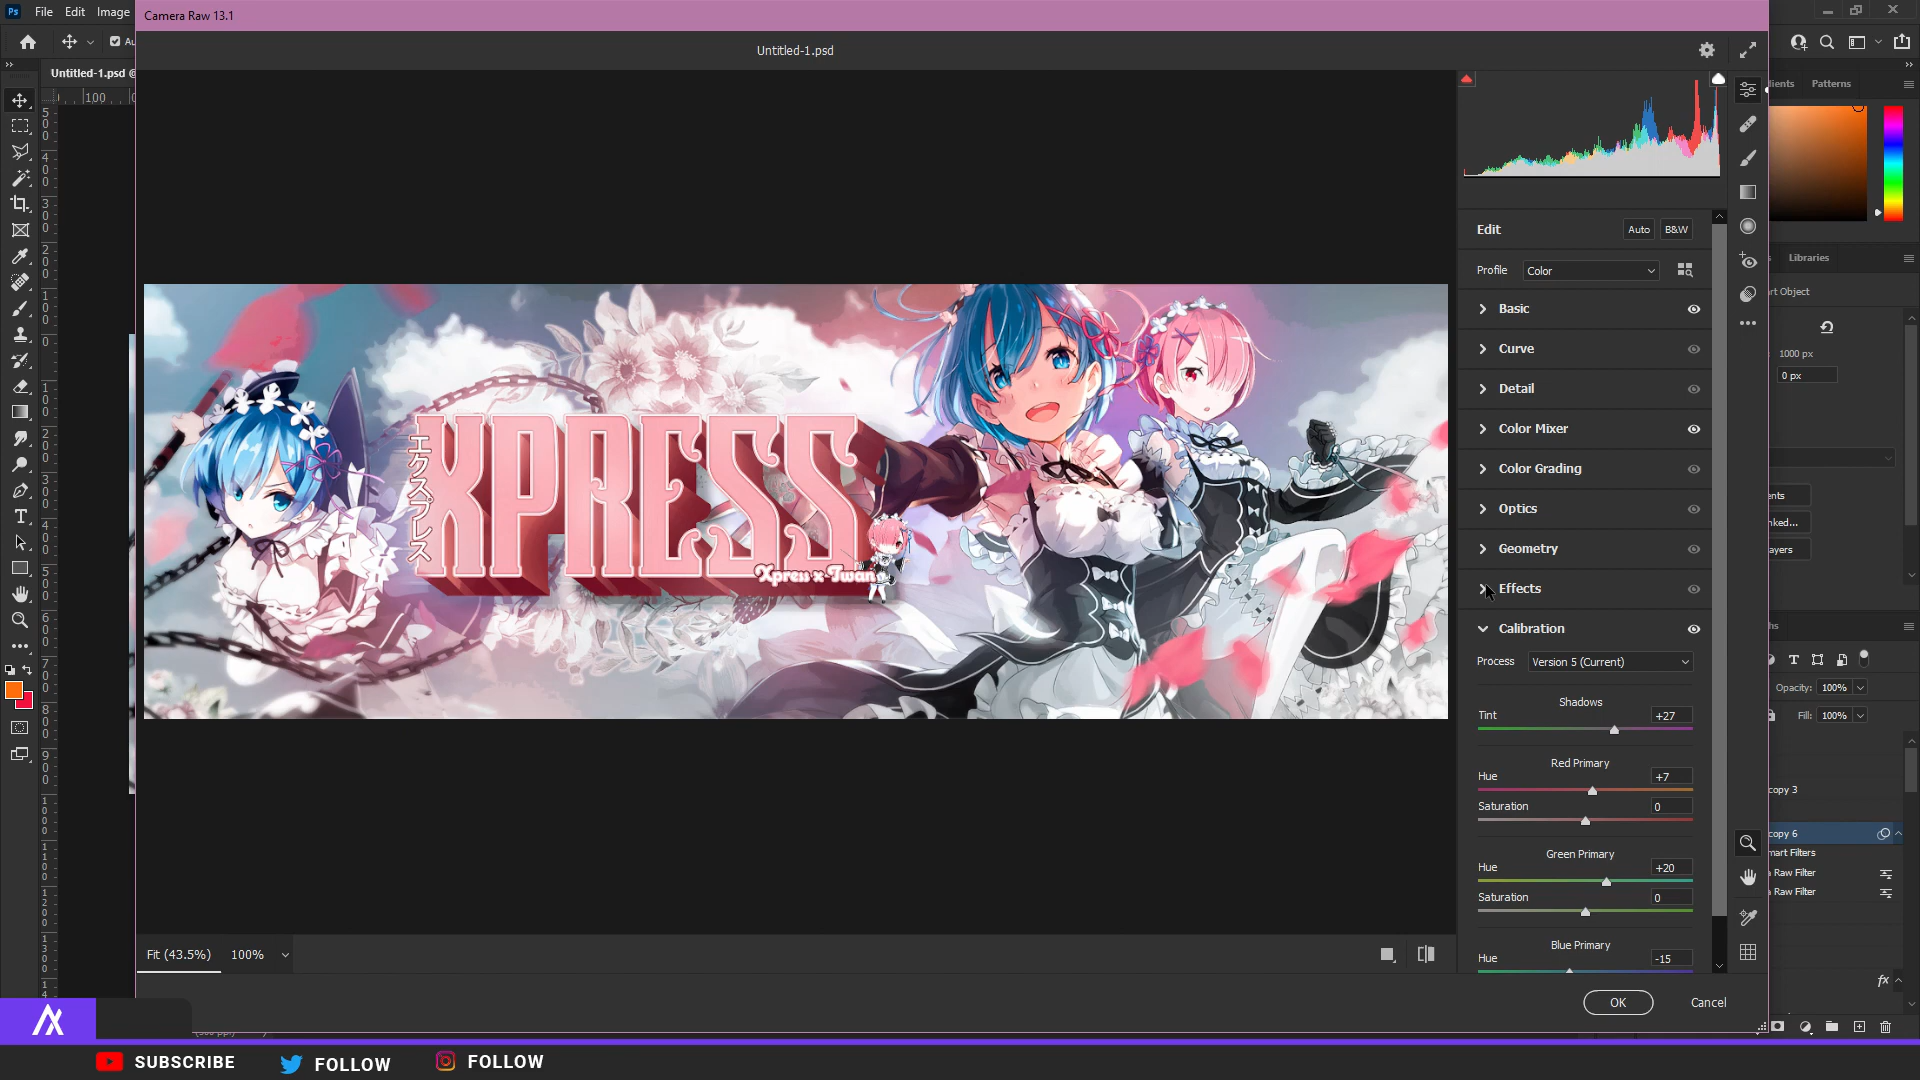 Ps File Edit Image
Camera Raw 13.1
Untitled-1.psd
Untitled-1.psd @
100
Patterns
Libraries
1000 px
0 px
Opacity: 100%
Fill: 100%
copy 3
copy 6
Raw Filter
Raw Filter
fx
Edit
Auto
B&W
Profile
Color
Basic
Curve
Detail
Color Mixer
Color Grading
Optics
Geometry
Effects
Calibration
Process
Version 5 (Current)
Shadows
Tint
+27
Red Primary
Hue
+7
Saturation
0
Green Primary
Hue
+20
Saturation
0
Blue Primary
Hue
-15
XPRESS
エクスプレス
Xpress x Twan
Fit (43.5%)
100%
OK
Cancel
SUBSCRIBE
FOLLOW
FOLLOW